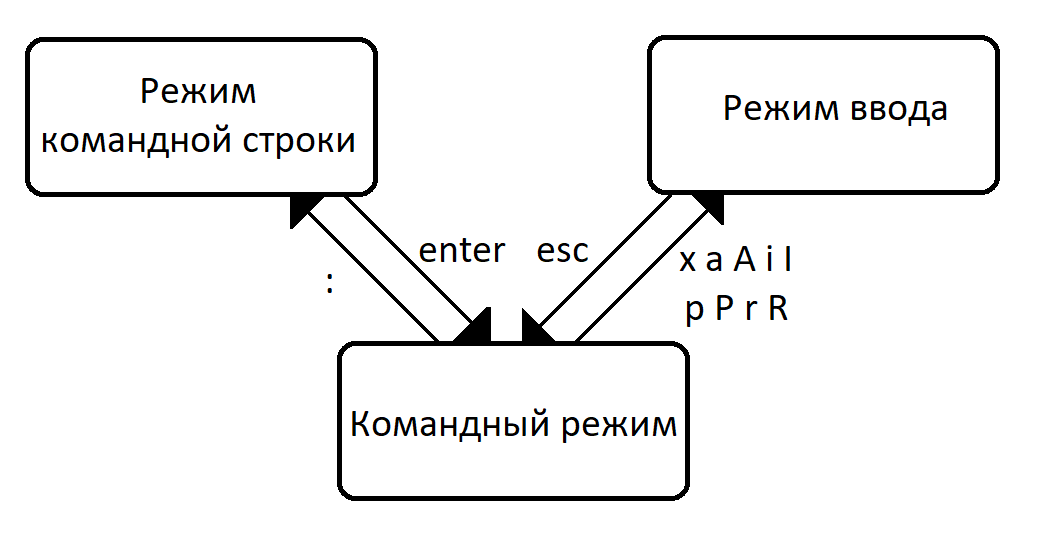 Режим
командной строки
Режим ввода
enter
esc
:
x a A i I
p P r R
Командный режим